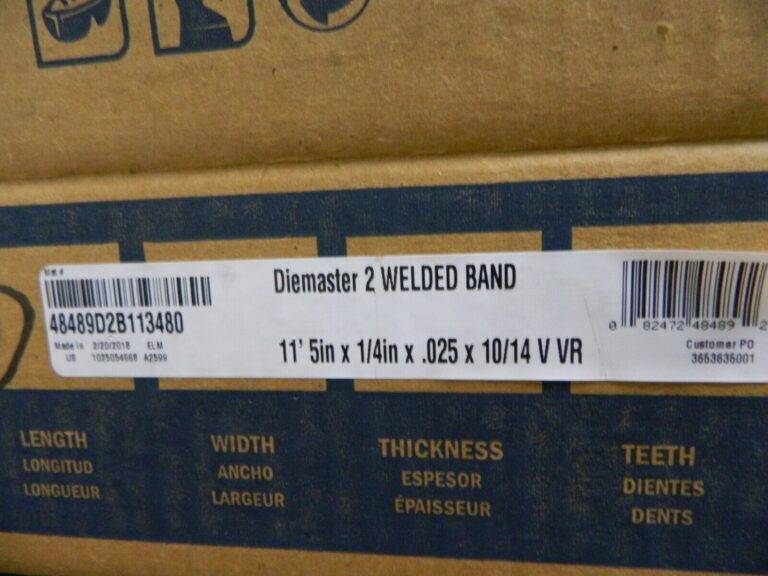 Mat #
48489D2B113480
Made in 2/20/2018 ELM
US 1025054668 A2599
Diemaster 2 WELDED BAND
11' 5in x 1/4in x .025 x 10/14 V VR
0 82472 48489 2
Customer PO
3653635001
LENGTH
LONGITUD
LONGUEUR
WIDTH
ANCHO
LARGEUR
THICKNESS
ESPESOR
ÉPAISSEUR
TEETH
DIENTES
DENTS